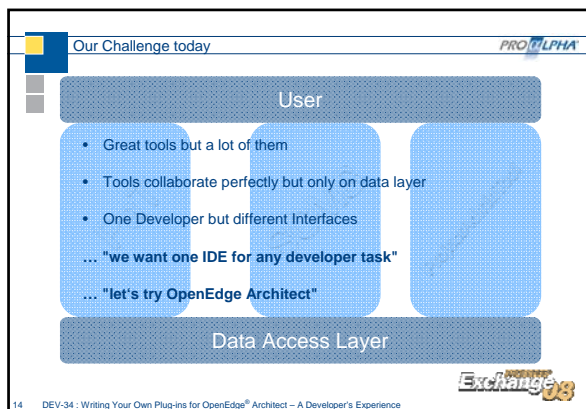 Our Challenge today
PROALPHA®
User
• Great tools but a lot of them
• Tools collaborate perfectly but only on data layer
• One Developer but different Interfaces
… "we want one IDE for any developer task"
… "let's try OpenEdge Architect"
Data Access Layer
PROGRESS Exchange08
14 DEV-34 : Writing Your Own Plug-ins for OpenEdge® Architect – A Developer's Experience